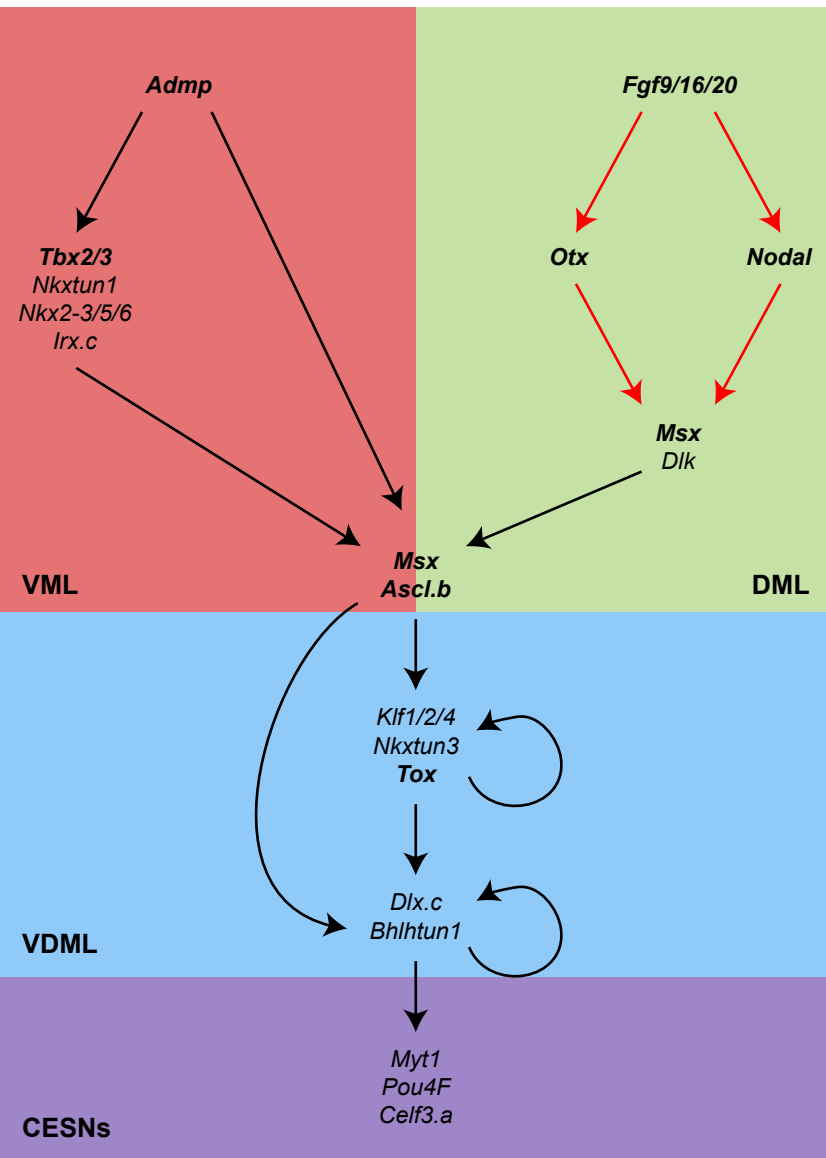 Admp
Fgf9/16/20
Tbx2/3
Nkxtun1
Nkx2-3/5/6
Irx.c
Otx
Nodal
Msx
Dlk
Msx
Ascl.b
VML
DML
Klf1/2/4
Nkxtun3
Tox
Dlx.c
Bhlhtun1
VDML
Myt1
Pou4F
Celf3.a
CESNs